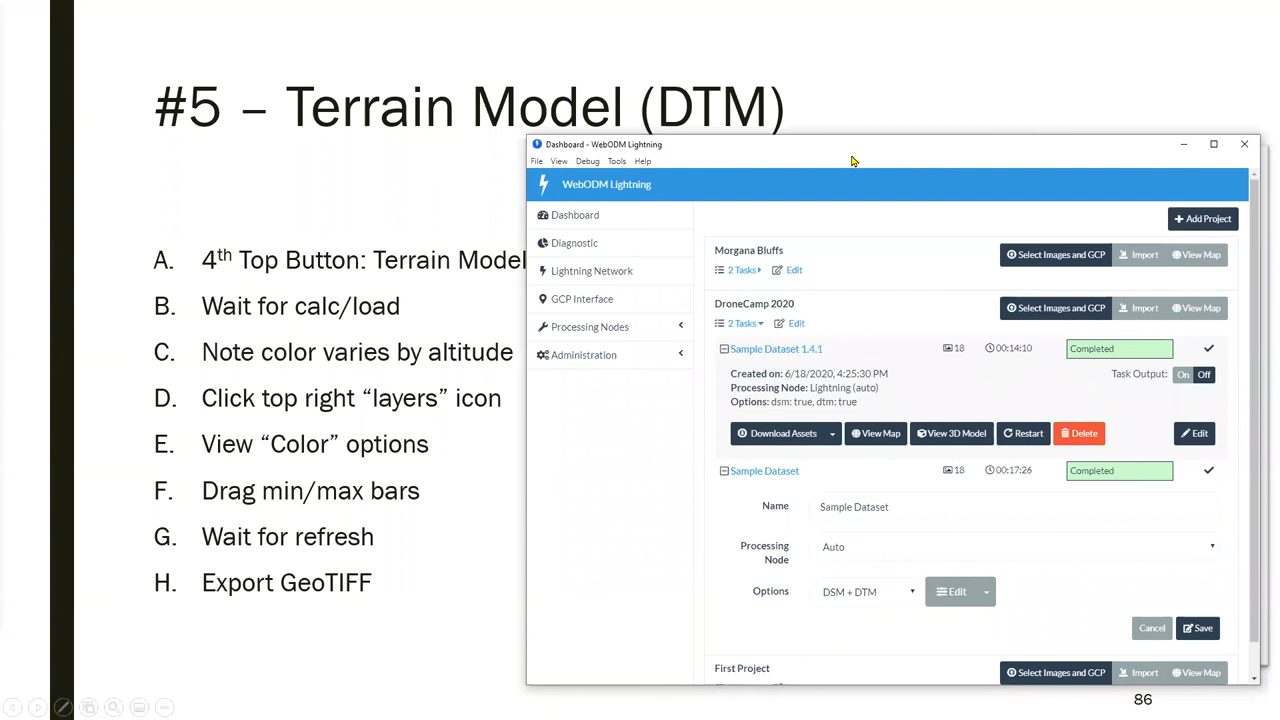 #5 – Terrain Model (DTM)
A. 4th Top Button: Terrain Model
B. Wait for calc/load
C. Note color varies by altitude
D. Click top right “layers” icon
E. View “Color” options
F. Drag min/max bars
G. Wait for refresh
H. Export GeoTIFF
Dashboard - WebODM Lightning
File View Debug Tools Help
WebODM Lightning
Dashboard
Diagnostic
Lightning Network
GCP Interface
Processing Nodes
Administration
Add Project
Morgana Bluffs
Select Images and GCP Import View Map
2 Tasks Edit
DroneCamp 2020
Select Images and GCP Import View Map
2 Tasks Edit
Sample Dataset 1.4.1 18 00:14:10 Completed
Created on: 6/18/2020, 4:25:30 PM
Task Output: On Off
Processing Node: Lightning (auto)
Options: dsm: true, dtm: true
Download Assets View Map View 3D Model Restart Delete Edit
Sample Dataset 18 00:17:26 Completed
Name Sample Dataset
Processing Node Auto
Options DSM + DTM Edit
Cancel Save
First Project
Select Images and GCP Import View Map
86